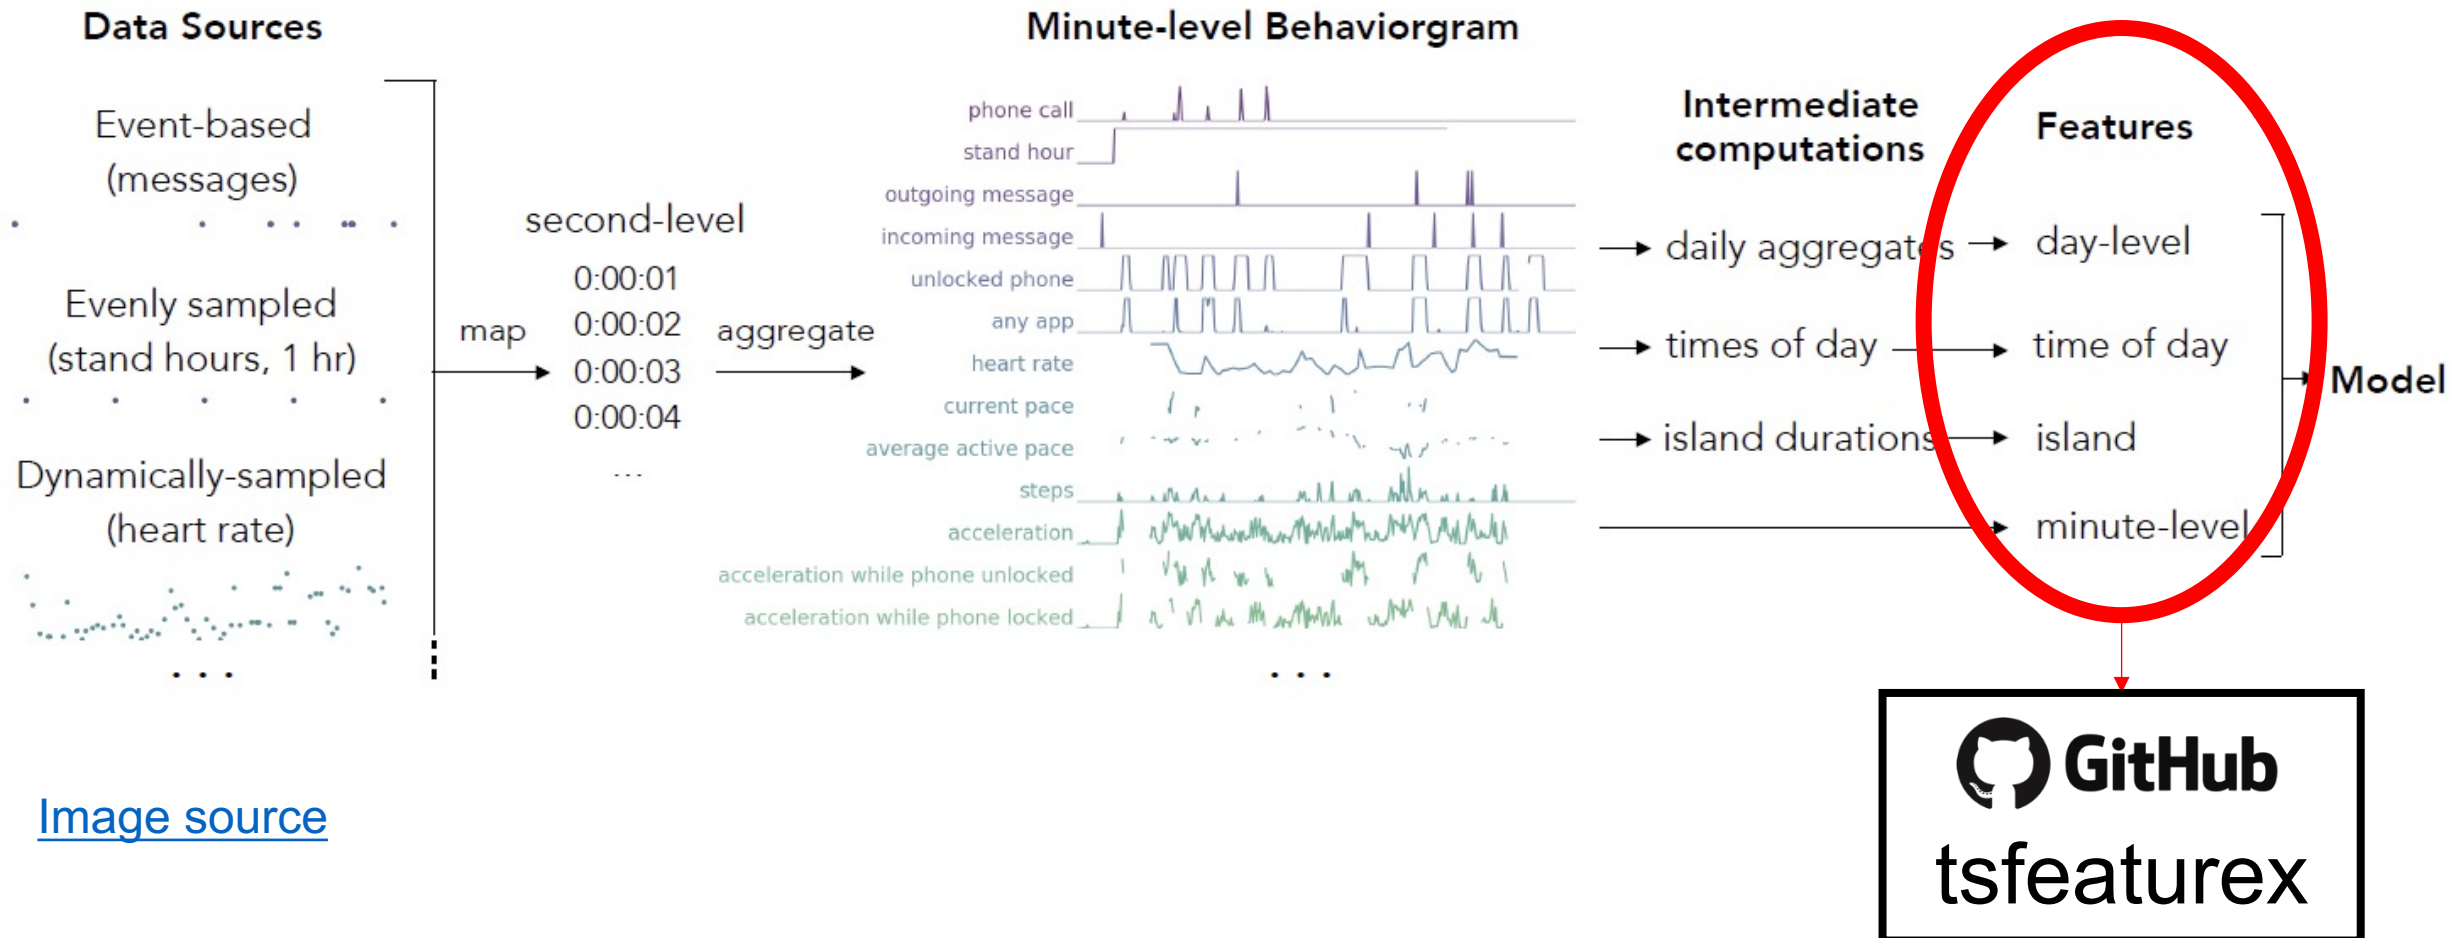 Data Sources
Event-based
(messages)
Evenly sampled
(stand hours, 1 hr)
Dynamically-sampled
(heart rate)
. . .
map
second-level
0:00:01
0:00:02
0:00:03
0:00:04
...
aggregate
Minute-level Behaviorgram
phone call
stand hour
outgoing message
incoming message
unlocked phone
any app
heart rate
current pace
average active pace
steps
acceleration
acceleration while phone unlocked
acceleration while phone locked
. . .
Intermediate
computations
daily aggregates
times of day
island durations
Features
day-level
time of day
island
minute-level
Model
GitHub
tsfeaturex
Image source